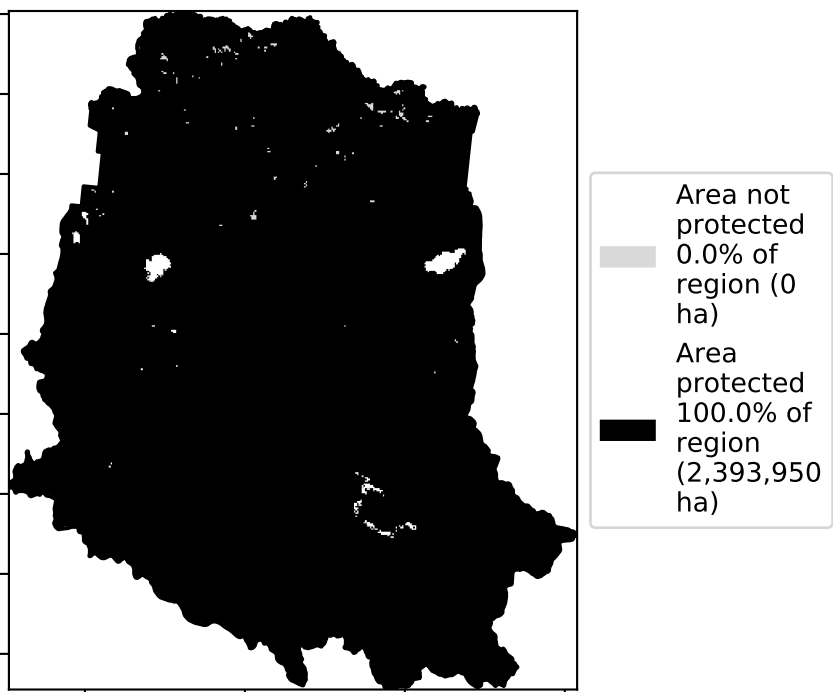 Area not
protected
0.0% of
region (0
ha)
Area
protected
100.0% of
region
(2,393,950
ha)